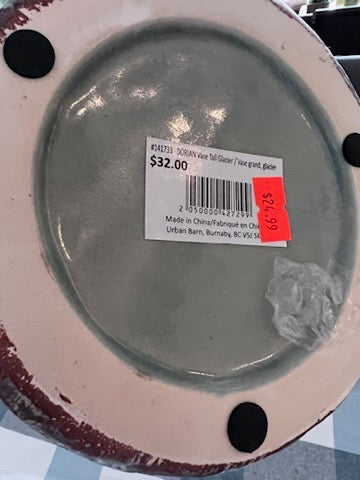 #141733 - DORIAN Vase Tall Glacier / Vase grand, glacier
$32.00
2 050000 427299
$24.99
Made in China/Fabriqué en
Urban Barn, Burnaby, BC V5J